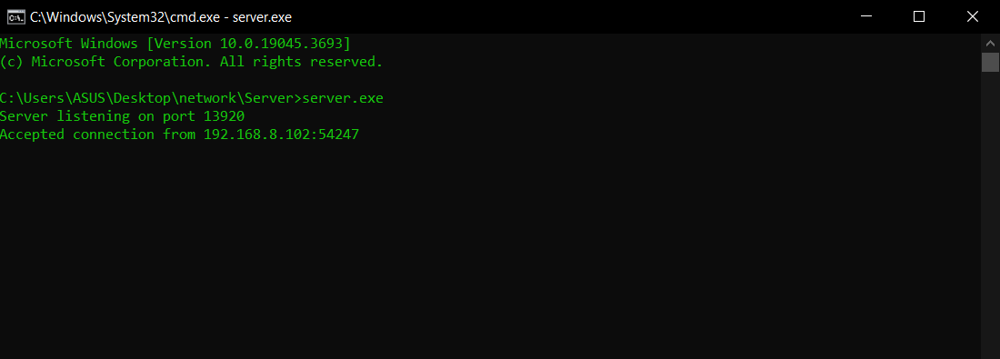 C:\Windows\System32\cmd.exe - server.exe
Microsoft Windows [Version 10.0.19045.3693]
(c) Microsoft Corporation. All rights reserved.
C:\Users\ASUS\Desktop\network\Server>server.exe
Server listening on port 13920
Accepted connection from 192.168.8.102:54247